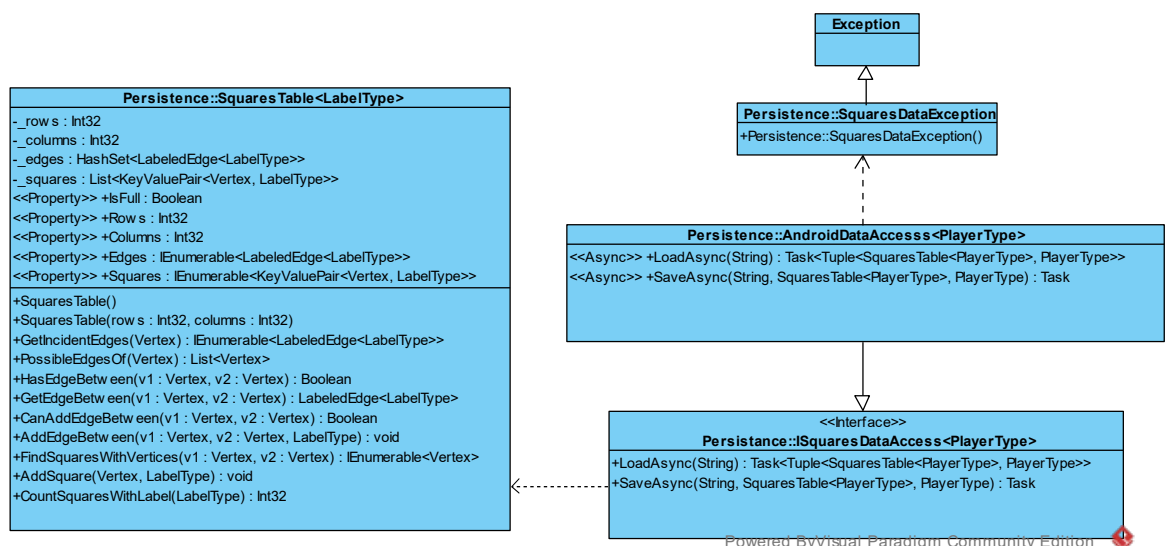 Exception
Persistence::SquaresTable<LabelType>
-_rows : Int32
-_columns : Int32
-_edges : HashSet<LabeledEdge<LabelType>>
-_squares : List<KeyValuePair<Vertex, LabelType>>
<<Property>> +IsFull : Boolean
<<Property>> +Rows : Int32
<<Property>> +Columns : Int32
<<Property>> +Edges : IEnumerable<LabeledEdge<LabelType>>
<<Property>> +Squares : IEnumerable<KeyValuePair<Vertex, LabelType>>
+SquaresTable()
+SquaresTable(rows : Int32, columns : Int32)
+GetIncidentEdges(Vertex) : IEnumerable<LabeledEdge<LabelType>>
+PossibleEdgesOf(Vertex) : List<Vertex>
+HasEdgeBetween(v1 : Vertex, v2 : Vertex) : Boolean
+GetEdgeBetween(v1 : Vertex, v2 : Vertex) : LabeledEdge<LabelType>
+CanAddEdgeBetween(v1 : Vertex, v2 : Vertex) : Boolean
+AddEdgeBetween(v1 : Vertex, v2 : Vertex, LabelType) : void
+FindSquaresWithVertices(v1 : Vertex, v2 : Vertex) : IEnumerable<Vertex>
+AddSquare(Vertex, LabelType) : void
+CountSquaresWithLabel(LabelType) : Int32
Persistence::SquaresDataException
+Persistence::SquaresDataException()
Persistence::AndroidDataAccesss<PlayerType>
<<Async>> +LoadAsync(String) : Task<Tuple<SquaresTable<PlayerType>, PlayerType>>
<<Async>> +SaveAsync(String, SquaresTable<PlayerType>, PlayerType) : Task
<<Interface>>
Persistance::ISquaresDataAccess<PlayerType>
+LoadAsync(String) : Task<Tuple<SquaresTable<PlayerType>, PlayerType>>
+SaveAsync(String, SquaresTable<PlayerType>, PlayerType) : Task
Powered ByVisual Paradigm Community Edition